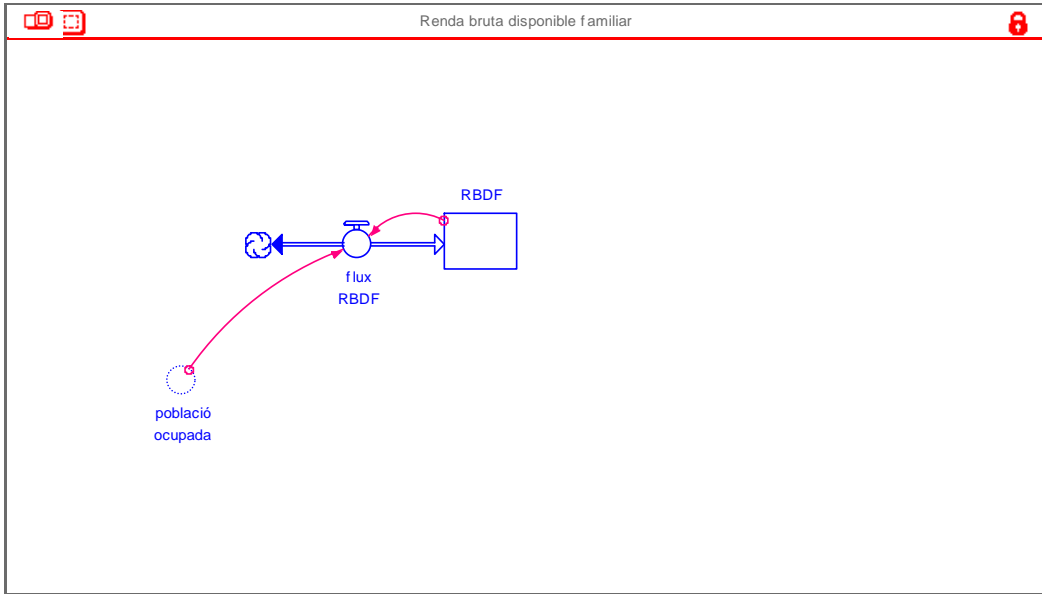 Renda bruta disponible familiar
RBDF
flux
RBDF
població
ocupada